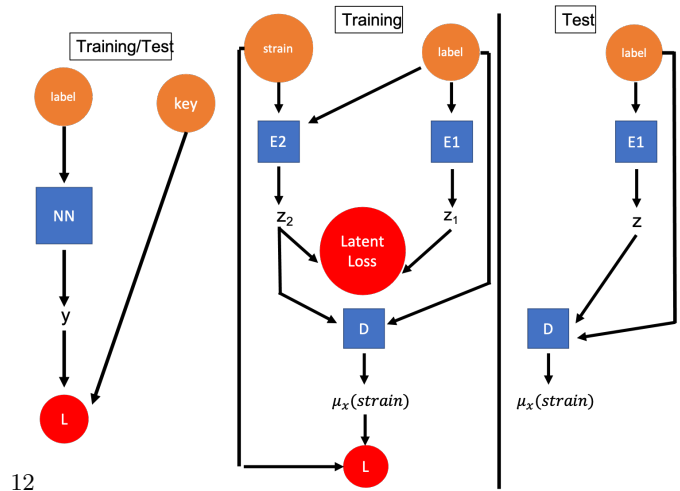 Training/Test
label
key
NN
y
L
12
Training
strain
label
E2
E1
z₂
z₁
Latent
Loss
D
μₓ(strain)
L
Test
label
E1
z
D
μₓ(strain)